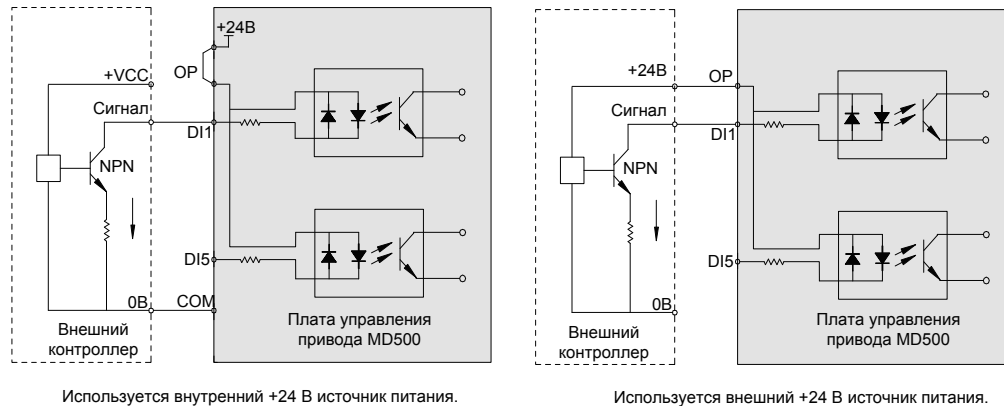 +24В
OP
+VCC
Сигнал
DI1
NPN
DI5
0В
COM
Внешний
контроллер
Плата управления
привода MD500
Используется внутренний +24 В источник питания.
+24В
OP
Сигнал
DI1
NPN
DI5
0В
Внешний
контроллер
Плата управления
привода MD500
Используется внешний +24 В источник питания.